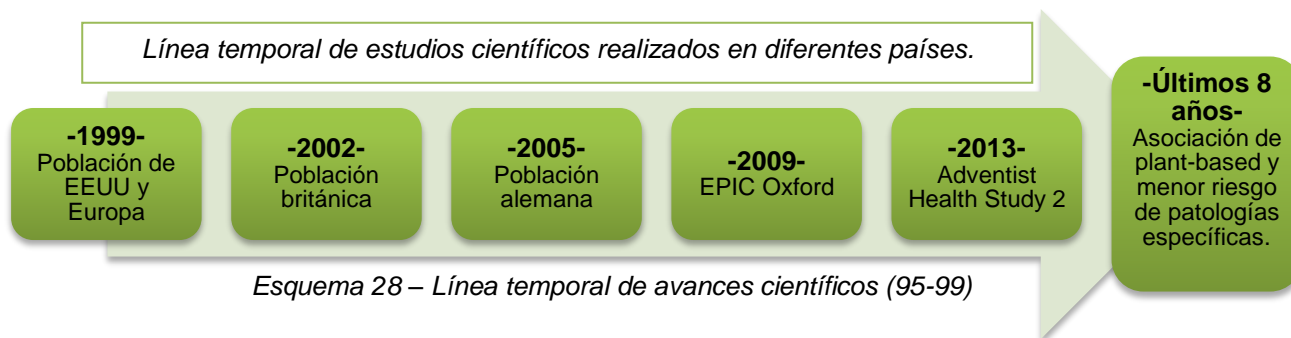 Línea temporal de estudios científicos realizados en diferentes países.
-1999-
Población de
EEUU y
Europa
-2002-
Población
británica
-2005-
Población
alemana
-2009-
EPIC Oxford
-2013-
Adventist
Health Study 2
-Últimos 8
años-
Asociación de
plant-based y
menor riesgo
de patologías
específicas.
Esquema 28 – Línea temporal de avances científicos (95-99)